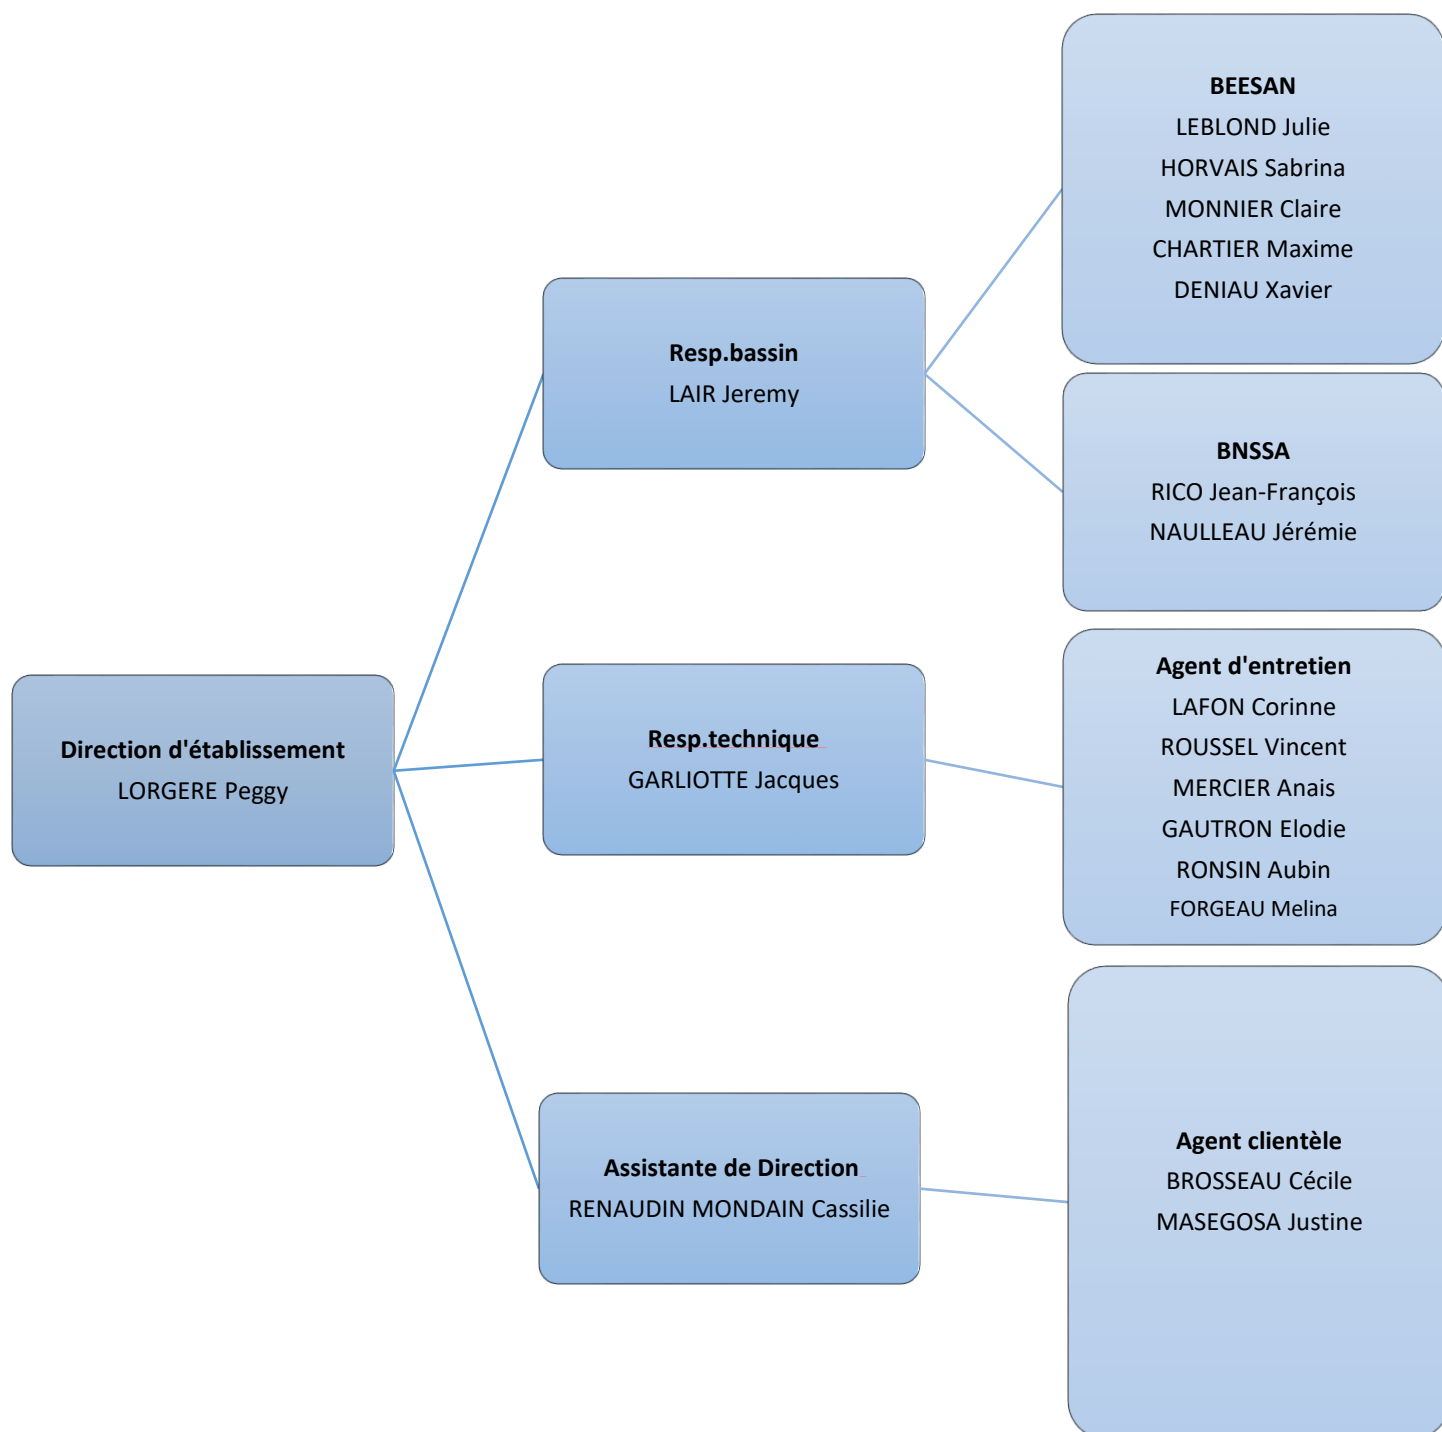 BEESAN
LEBLOND Julie
HORVAIS Sabrina
MONNIER Claire
CHARTIER Maxime
DENIAU Xavier
Resp.bassin
LAIR Jeremy
BNSSA
RICO Jean-François
NAULLEAU Jérémie
Direction d'établissement
LORGERE Peggy
Resp.technique
GARLIOTTE Jacques
Agent d'entretien
LAFON Corinne
ROUSSEL Vincent
MERCIER Anais
GAUTRON Elodie
RONSIN Aubin
FORGEAU Melina
Assistante de Direction
RENAUDIN MONDAIN Cassilie
Agent clientèle
BROSSEAU Cécile
MASEGOSA Justine